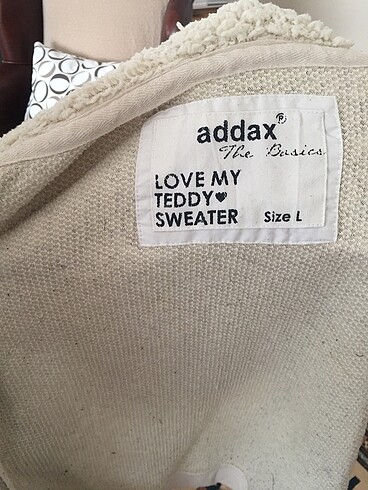 addax®
The Basics
LOVE MY
TEDDY♥
SWEATER Size L